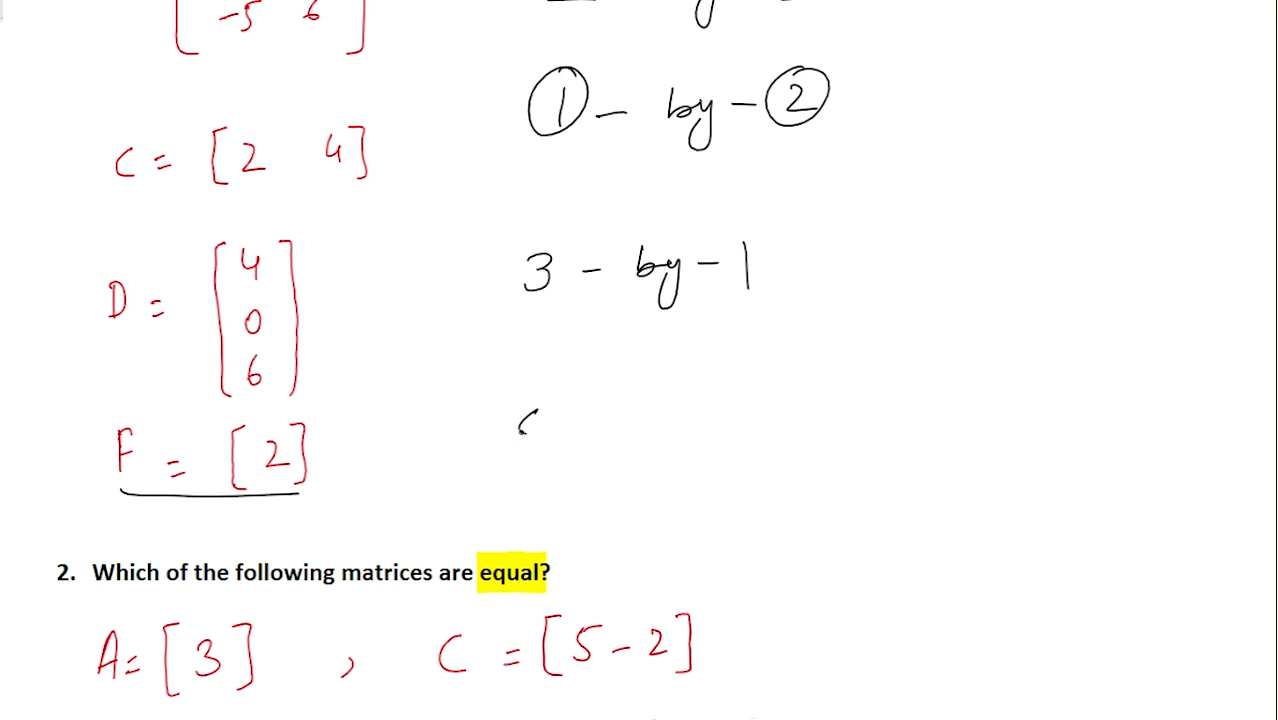 -5 6
1 - by - 2
C = [2 4]
D = [4
0
6]
3 - by - 1
F = [2]
2. Which of the following matrices are equal?
A = [3] , C = [5 - 2]